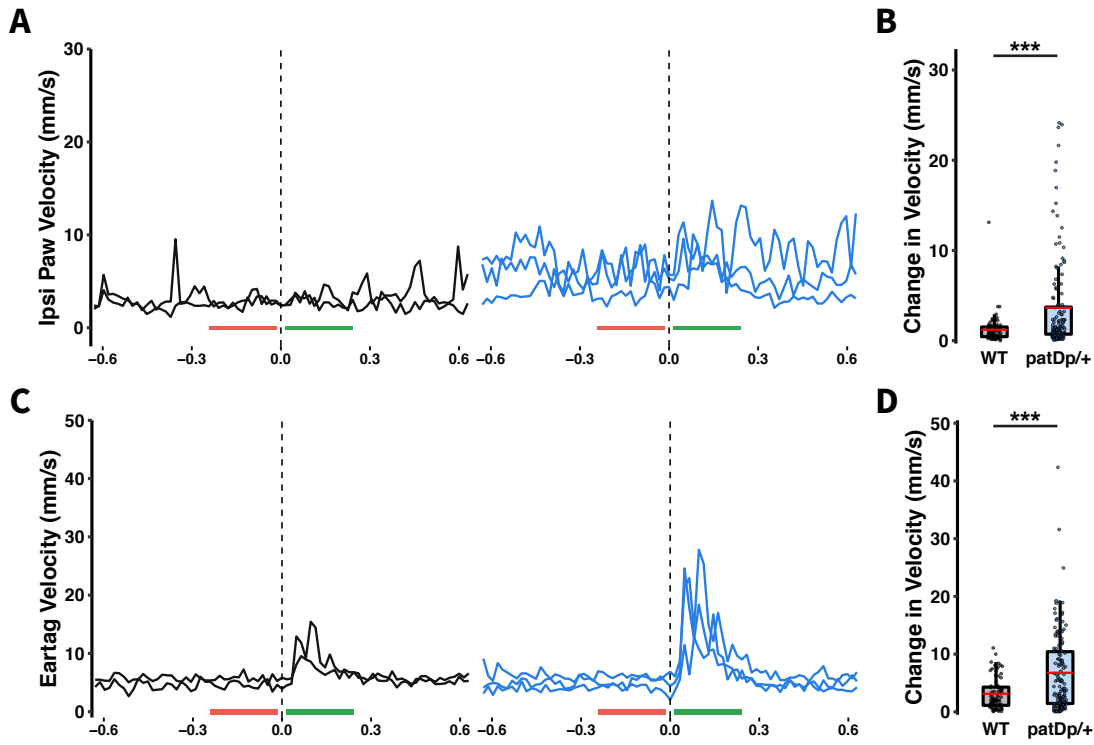 A
Ipsi Paw Velocity (mm/s)
30
20
10
0
−0.6 −0.3 0.0 0.3 0.6
−0.6 −0.3 0.0 0.3 0.6
B
Change in Velocity (mm/s)
30
20
10
0
***
WT patDp/+
C
Eartag Velocity (mm/s)
50
40
30
20
10
0
−0.6 −0.3 0.0 0.3 0.6
−0.6 −0.3 0.0 0.3 0.6
D
Change in Velocity (mm/s)
50
40
30
20
10
0
***
WT patDp/+